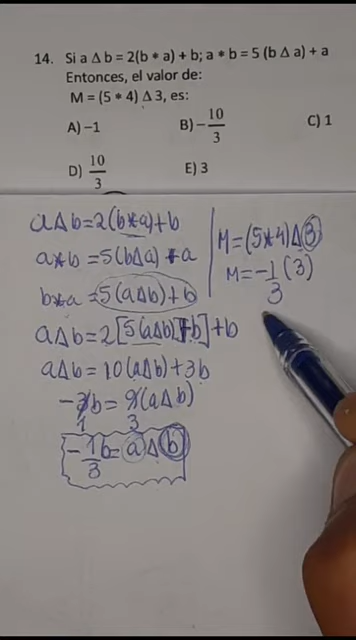 14. Si a Δ b = 2(b * a) + b; a * b = 5 (b Δ a) + a
Entonces, el valor de:
M = (5 * 4) Δ 3, es:
A) –1
B) –10/3
C) 1
D) 10/3
E) 3
aΔb=2(b*a)+b
a*b =5(bΔa)+a
b*a =5(aΔb)+b
aΔb=2[5(aΔb)+b]+b
aΔb=10(aΔb)+3b
-3b=9(aΔb)
1 3
-1/3 b= a Δ b
M=(5*4)Δ3
M=-1/3(3)